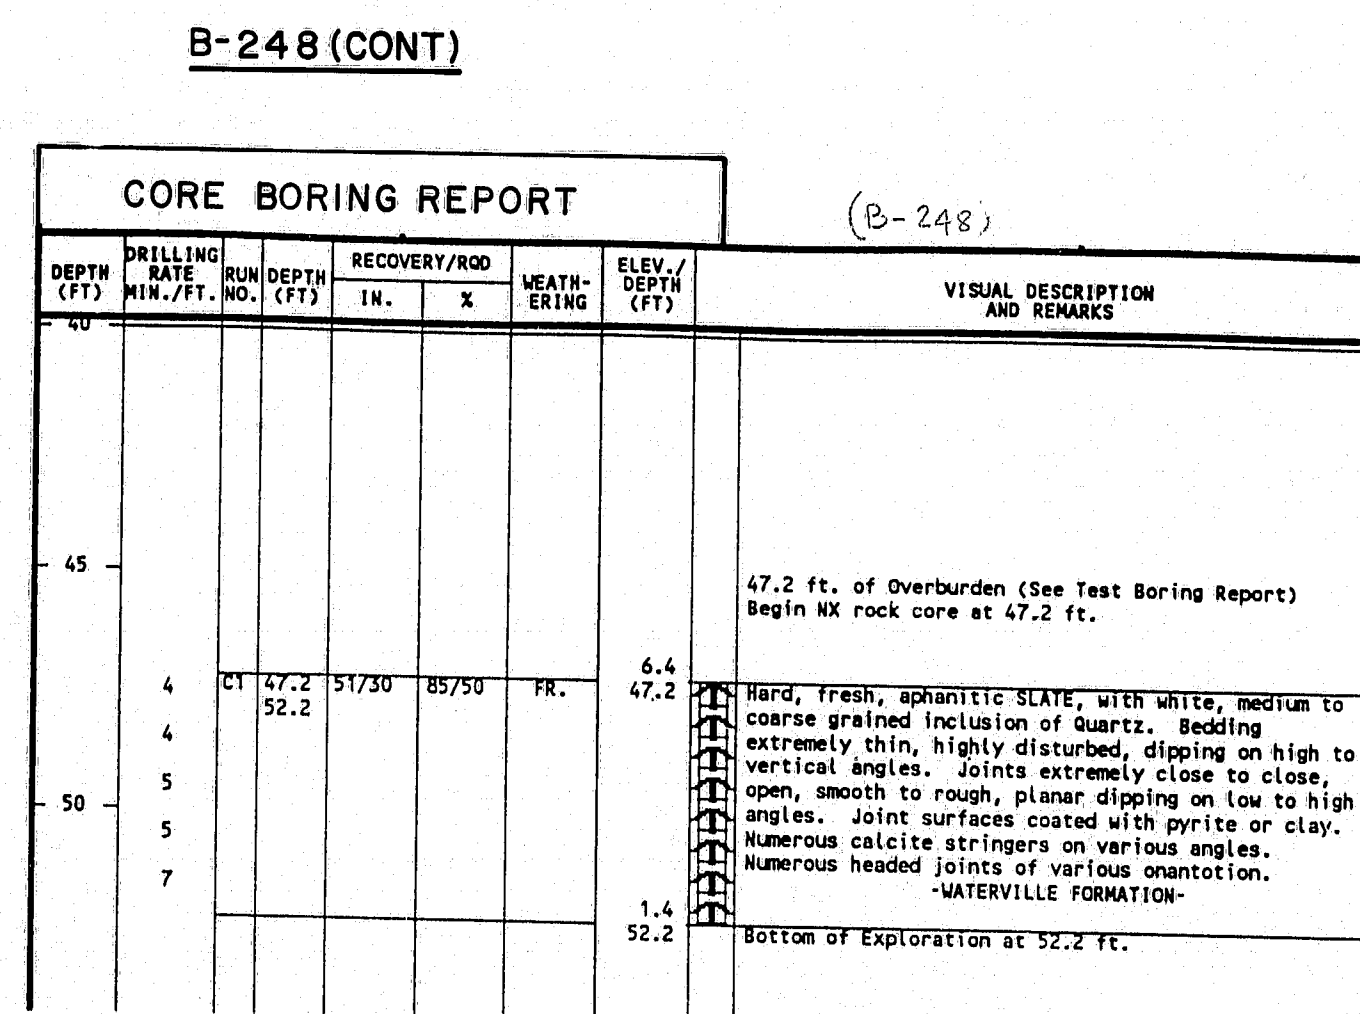 B-248(CONT)
CORE BORING REPORT
(B-248)
DEPTH
(FT)
DRILLING
RATE
MIN./FT.
RUN
NO.
DEPTH
(FT)
RECOVERY/RQD
IN.
%
WEATH-
ERING
ELEV./
DEPTH
(FT)
VISUAL DESCRIPTION
AND REMARKS
40
45
47.2 ft. of Overburden (See Test Boring Report)
Begin NX rock core at 47.2 ft.
6.4
4 C1 47.2 51/30 85/50 FR. 47.2 Hard, fresh, aphanitic SLATE, with white, medium to
52.2 coarse grained inclusion of Quartz. Bedding
4 extremely thin, highly disturbed, dipping on high to
vertical angles. Joints extremely close to close,
5 open, smooth to rough, planar dipping on low to high
50 angles. Joint surfaces coated with pyrite or clay.
5 Numerous calcite stringers on various angles.
7 Numerous headed joints of various onantotion.
-WATERVILLE FORMATION-
1.4
52.2 Bottom of Exploration at 52.2 ft.